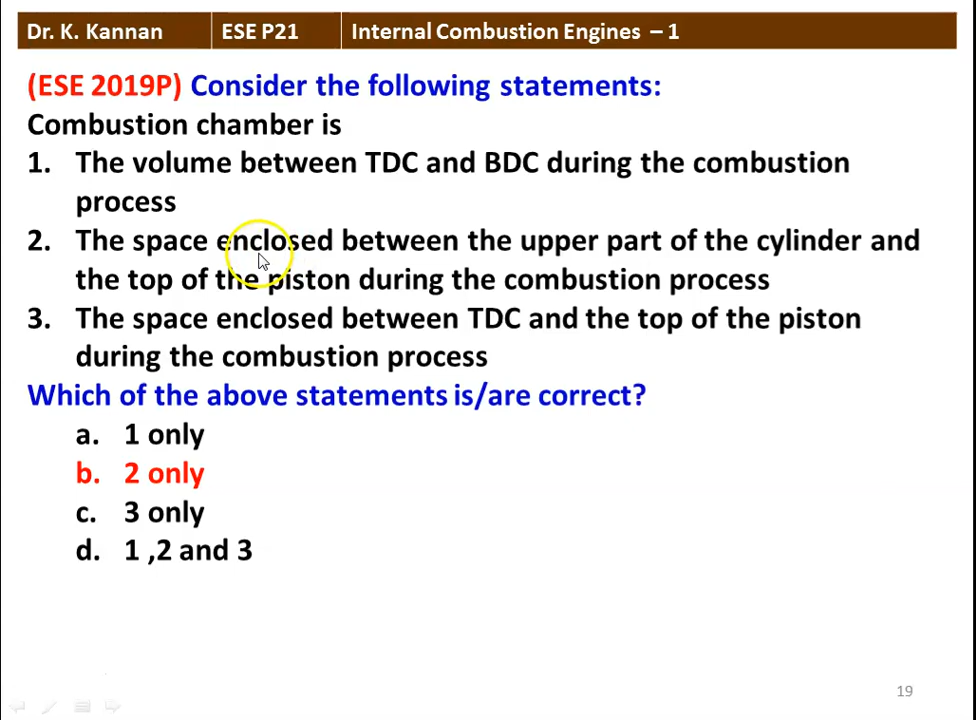 Dr. K. Kannan ESE P21 Internal Combustion Engines – 1
(ESE 2019P) Consider the following statements:
Combustion chamber is
1. The volume between TDC and BDC during the combustion
process
2. The space enclosed between the upper part of the cylinder and
the top of the piston during the combustion process
3. The space enclosed between TDC and the top of the piston
during the combustion process
Which of the above statements is/are correct?
a. 1 only
b. 2 only
c. 3 only
d. 1 ,2 and 3
19